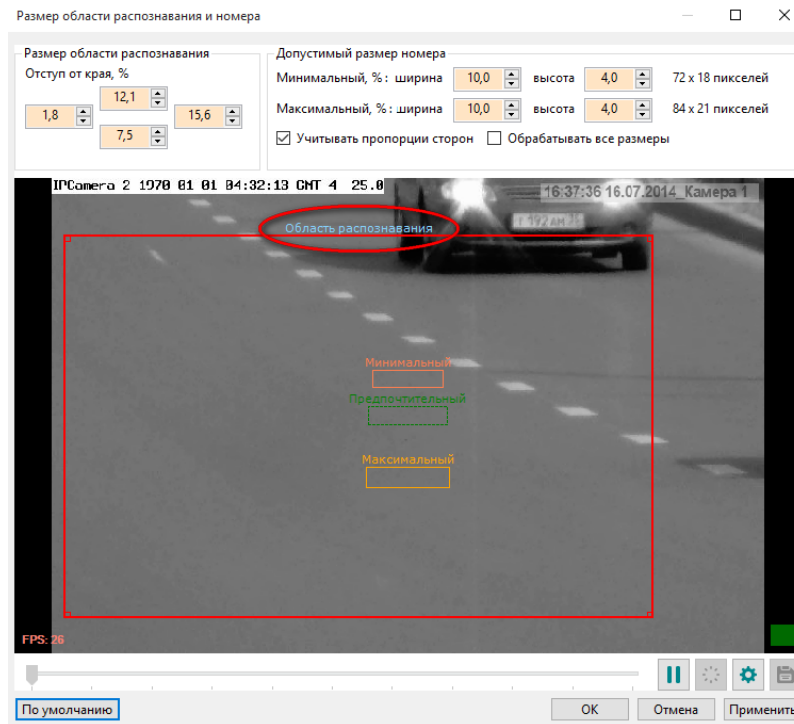 Размер области распознавания и номера
Размер области распознавания
Отступ от края, %
12,1
1,8
15,6
7,5
Допустимый размер номера
Минимальный, %: ширина 10,0 высота 4,0 72 x 18 пикселей
Максимальный, %: ширина 10,0 высота 4,0 84 x 21 пикселей
Учитывать пропорции сторон Обрабатывать все размеры
IPCamera 2 1970 01 01 04:32:13 GMT 4 25.0
16:37:36 16.07.2014_Камера 1
Область распознавания
Минимальный
Предпочтительный
Максимальный
FPS: 26
По умолчанию OK Отмена Применить